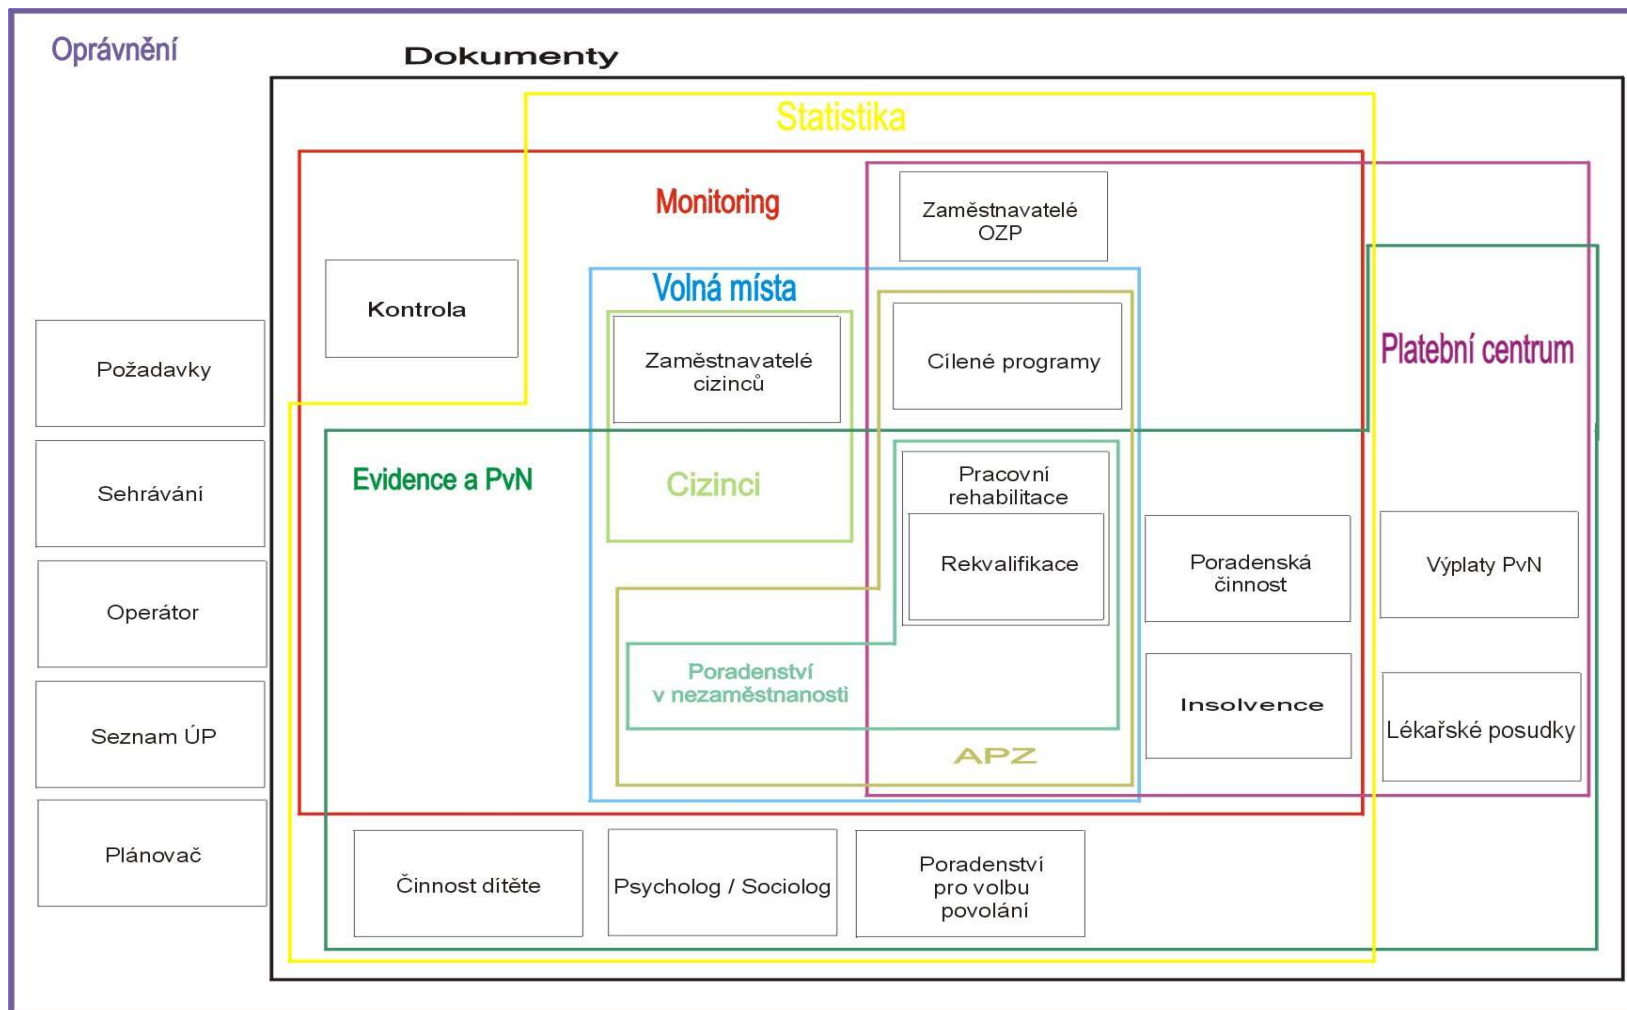 Oprávnění
Dokumenty
Statistika
Monitoring
Zaměstnavatelé
OZP
Kontrola
Volná místa
Zaměstnavatelé
cizinců
Cílené programy
Platební centrum
Požadavky
Sehrávání
Operátor
Seznam ÚP
Plánovač
Evidence a PvN
Cizinci
Pracovní
rehabilitace
Rekvalifikace
Poradenská
činnost
Výplaty PvN
Poradenství
v nezaměstnanosti
Insolvence
Lékařské posudky
APZ
Činnost dítěte
Psycholog / Sociolog
Poradenství
pro volbu
povolání